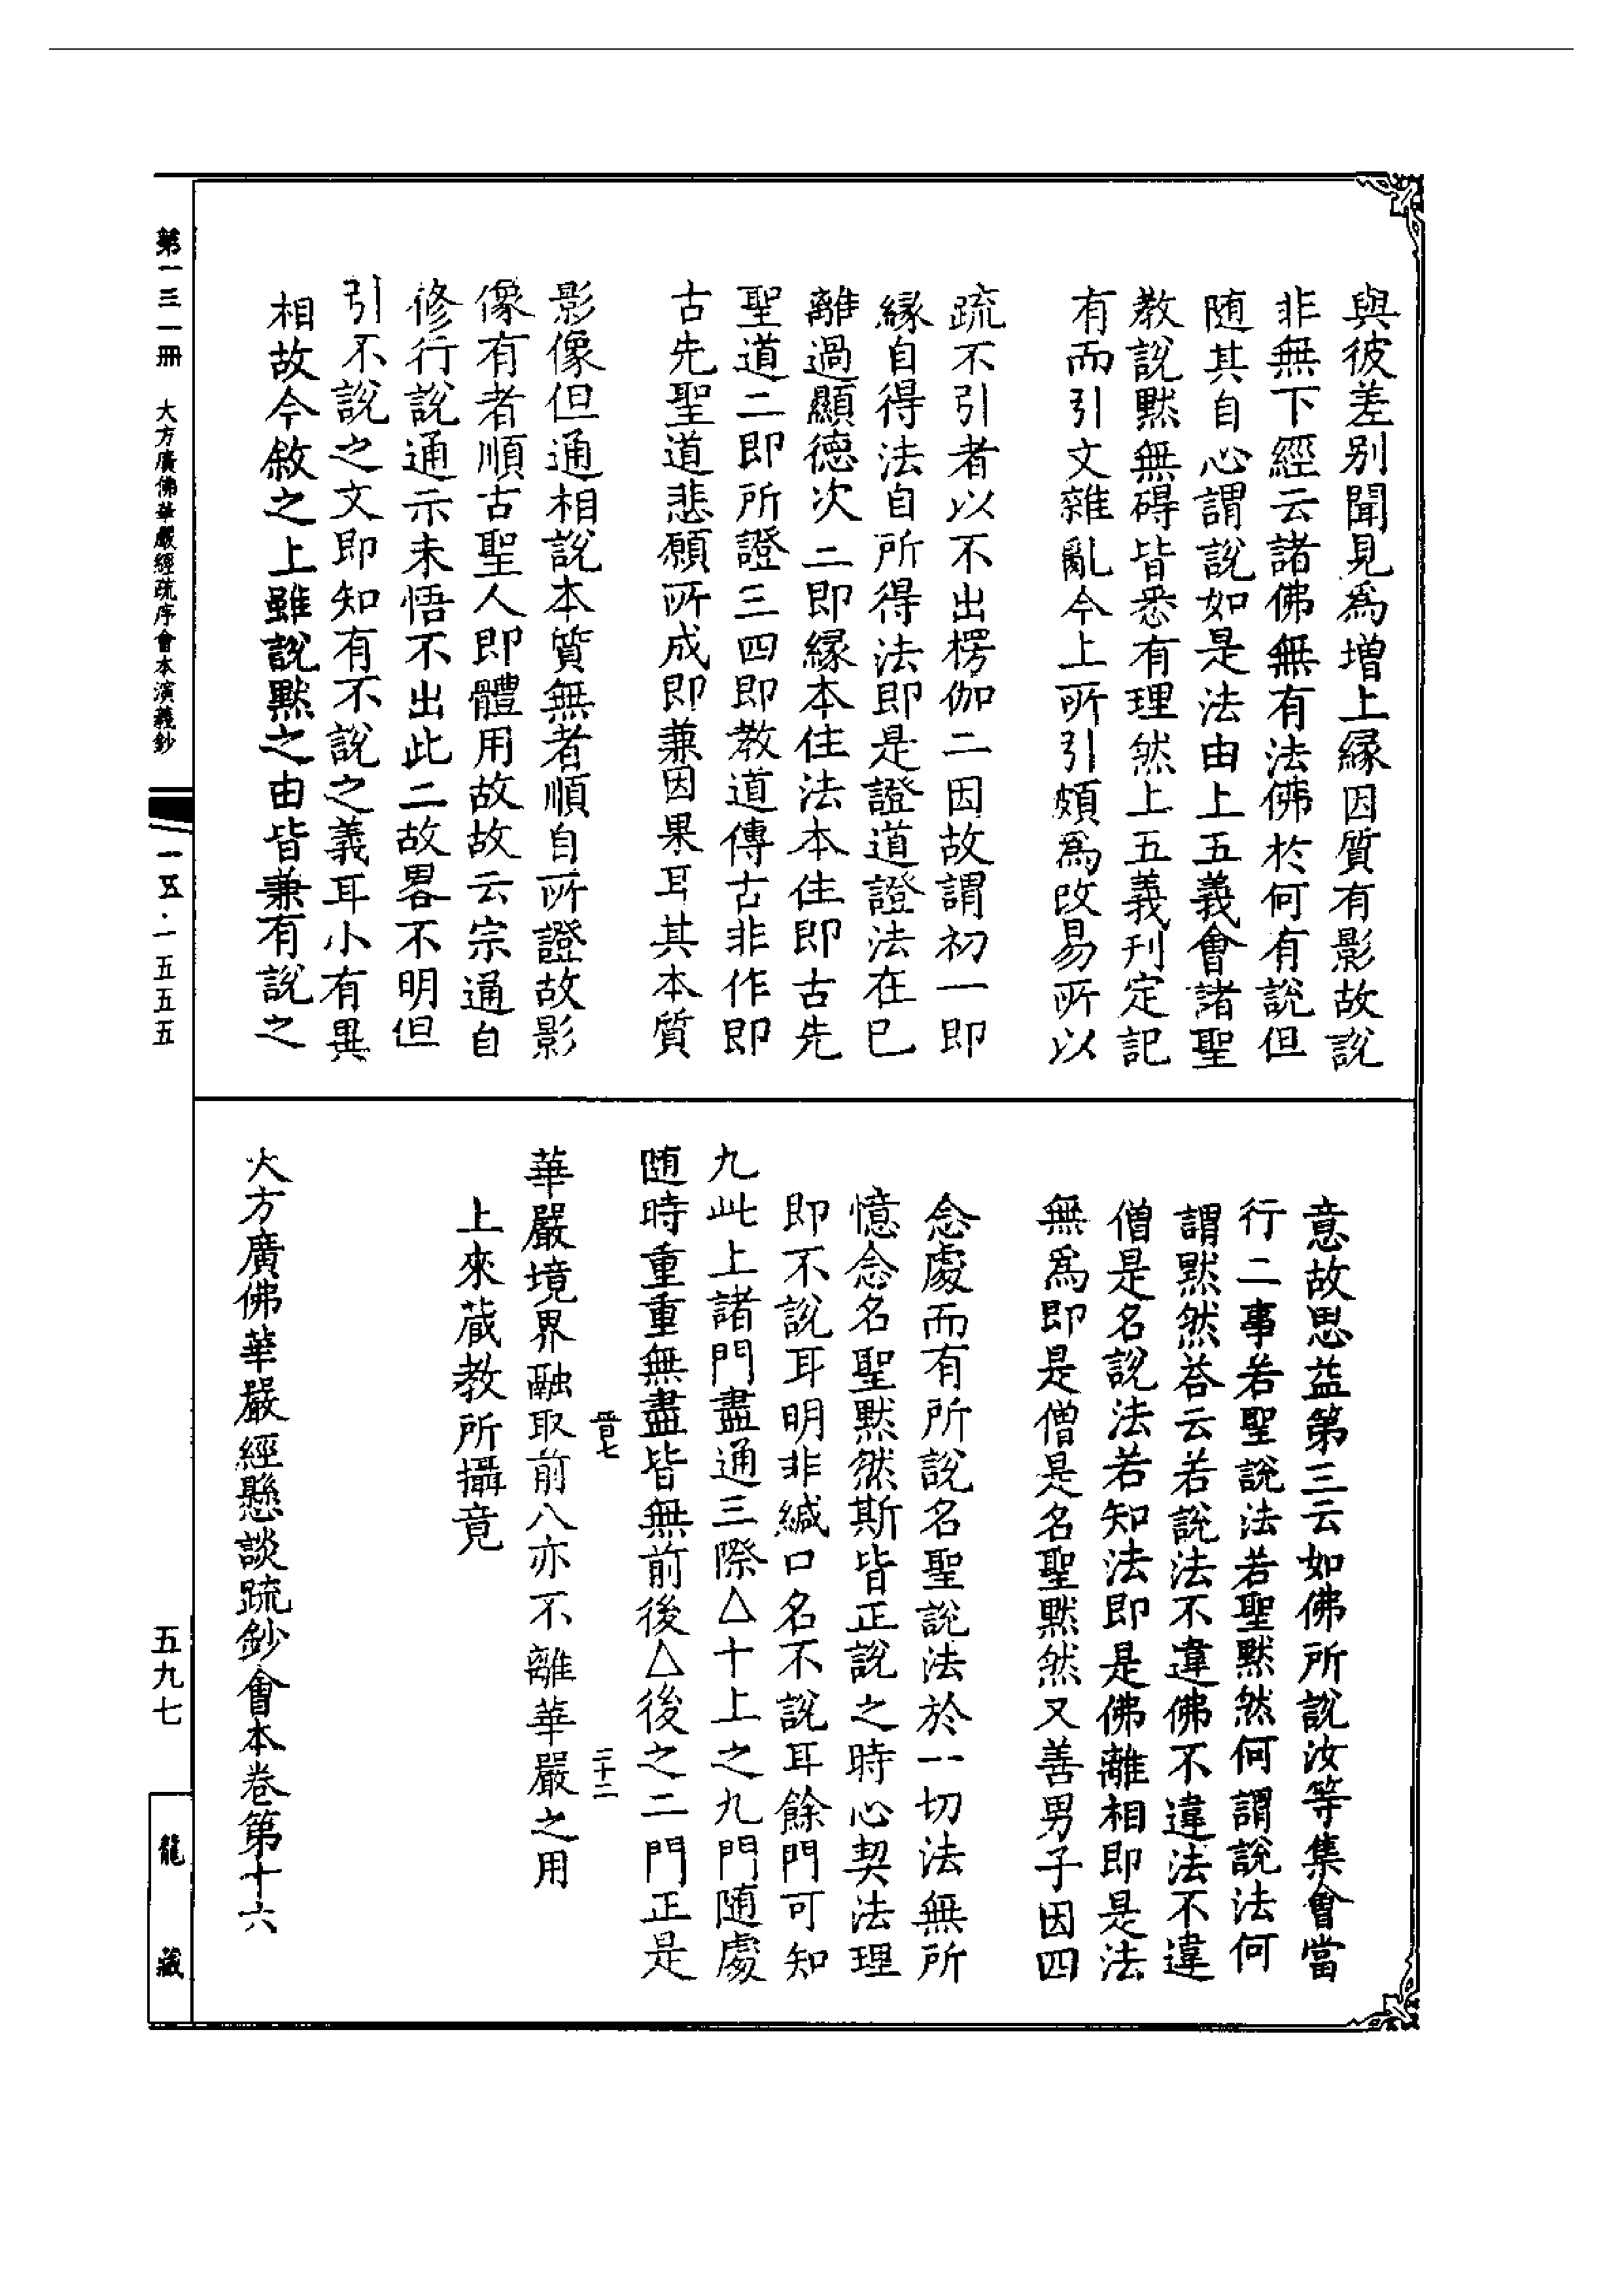 與彼差别聞見爲增上緣因質有影故說
非無下經云諸佛無有法佛於何有說但
随其自心謂說如是法由上五義會諸聖
教說黙無碍皆悉有理然上五義刋定記
有而引文雜亂今上所引頗爲改易所以
疏不引者以不出楞伽二因故謂初一即
縁自得法自所得法即是證道證法在已
離過顯德次二即縁本住法本住即古先
聖道二即所證三四即教道傳古非作即
古先聖道悲願所成即兼因果耳其本質
影像但通相說本質無者順自所證故影
像有者順古聖人即體用故故云宗通自
修行說通示未悟不出此二故畧不明但
引不說之文即知有不說之義耳小有異
相故今敘之上雖說黙之由皆兼有說之
意故思益第三云如佛所說汝等集會當
行二事若聖說法若聖黙然何謂說法何
謂黙然荅云若說法不違佛不違法不違
僧是名說法若知法即是佛離相即是法
無爲即是僧是名聖黙然又善男子因四
念處而有所說名聖說法於一切法無所
憶念名聖黙然斯皆正說之時心契法理
即不說耳明非緘口名不說耳餘門可知
九此上諸門盡通三際△十上之九門随處
随時重重無盡皆無前後△後之二門正是
晉七
二十二
華嚴境界融取前八亦不離華嚴之用
上來蔵教所攝竟
大方廣佛華嚴經懸談疏鈔會本卷第十六
第一三一冊　大方廣佛華嚴經疏序會本演義鈔
一五·一五五五
五九七
龍藏